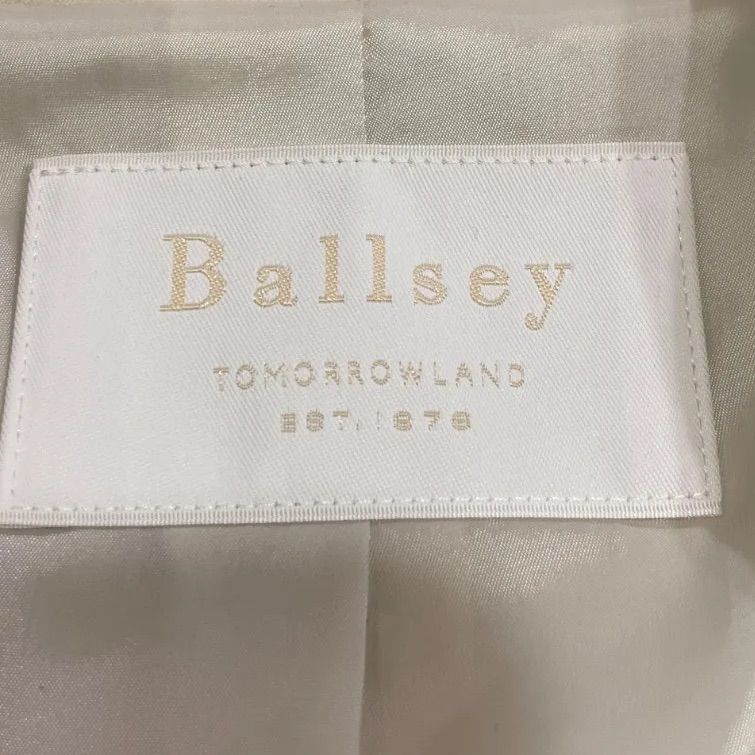 Ballsey
TOMORROWLAND
EST. 1978